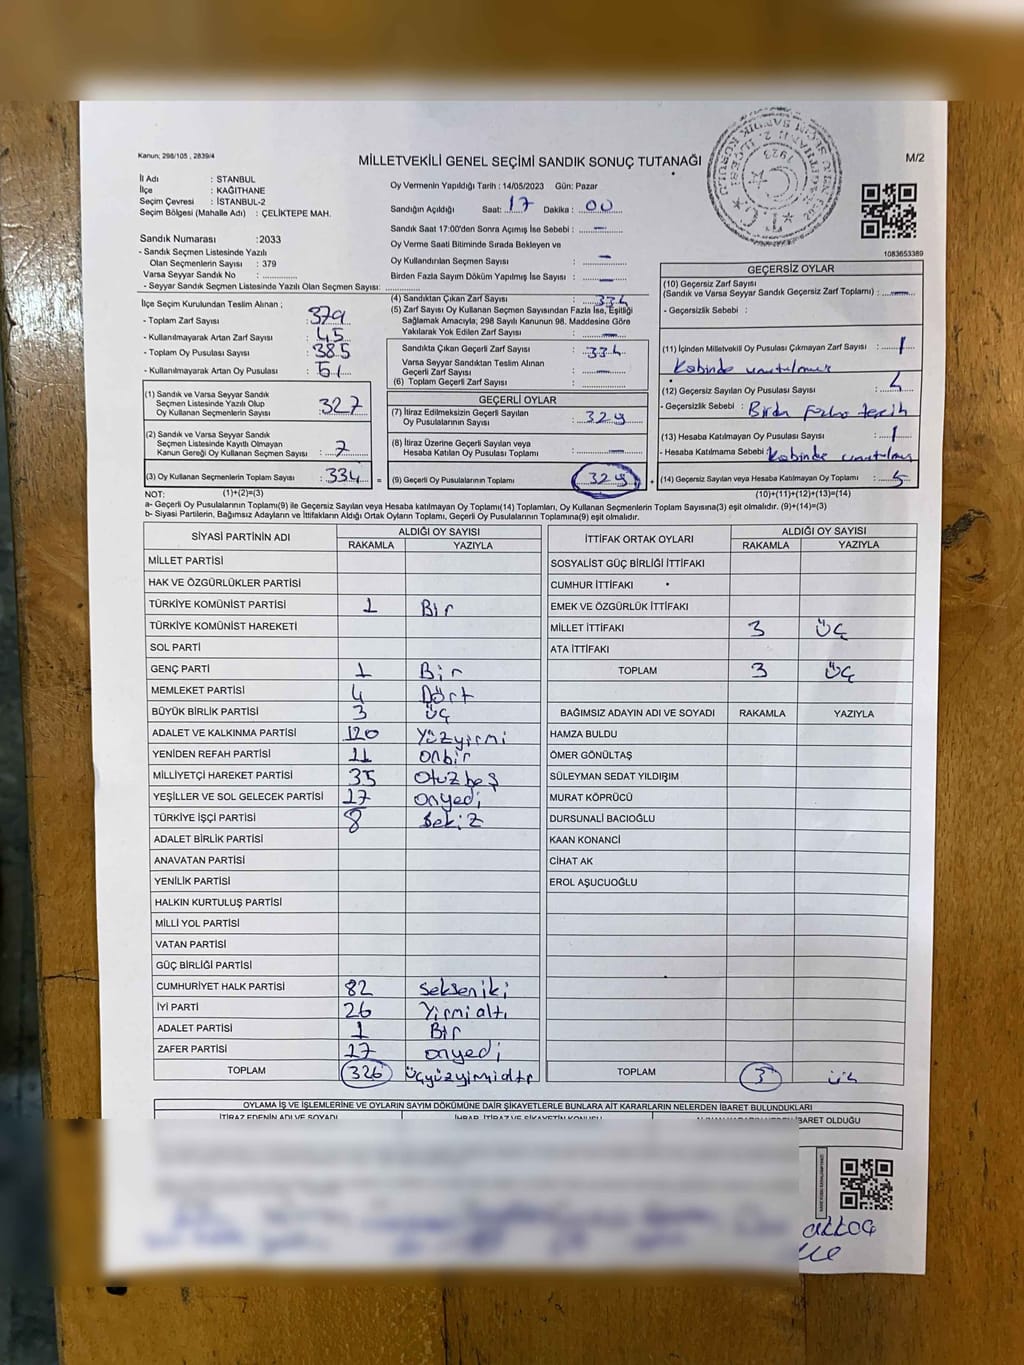 Kanun; 298/105 , 2839/4
MİLLETVEKİLİ GENEL SEÇİMİ SANDIK SONUÇ TUTANAĞI
M/2
İl Adı : İSTANBUL
İlçe : KAĞITHANE
Seçim Çevresi : İSTANBUL-2
Seçim Bölgesi (Mahalle Adı) : ÇELİKTEPE MAH.
Sandık Numarası :2033
- Sandık Seçmen Listesinde Yazılı
Olan Seçmenlerin Sayısı : 379
Varsa Seyyar Sandık No :
- Seyyar Sandık Seçmen Listesinde Yazılı Olan Seçmen Sayısı:
Oy Vermenin Yapıldığı Tarih : 14/05/2023 Gün: Pazar
Sandığın Açıldığı Saat: 17 Dakika : 00
Sandık Saat 17:00'den Sonra Açımış İse Sebebi : —
Oy Verme Saati Bitiminde Sırada Bekleyen ve
Oy Kullandırılan Seçmen Sayısı : —
Birden Fazla Sayım Döküm Yapılmış İse Sayısı : —
1083653389
İlçe Seçim Kurulundan Teslim Alınan ;
- Toplam Zarf Sayısı : 379
- Kullanılmayarak Artan Zarf Sayısı : 45
- Toplam Oy Pusulası Sayısı : 385
- Kullanılmayarak Artan Oy Pusulası : 51
(1) Sandık ve Varsa Seyyar Sandık
Seçmen Listesinde Yazılı Olup
Oy Kullanan Seçmenlerin Sayısı : 327
(2) Sandık ve Varsa Seyyar Sandık
Seçmen Listesinde Kayıtlı Olmayan
Kanun Gereği Oy Kullanan Seçmen Sayısı : 7
(3) Oy Kullanan Seçmenlerin Toplam Sayısı : 334 =
(4) Sandıktan Çıkan Zarf Sayısı : 334
(5) Zarf Sayısı Oy Kullanan Seçmen Sayısından Fazla İse, Eşitliği
Sağlamak Amacıyla, 298 Sayılı Kanunun 98. Maddesine Göre
Yakılarak Yok Edilen Zarf Sayısı : —
Sandıkta Çıkan Geçerli Zarf Sayısı : 334
Varsa Seyyar Sandıktan Teslim Alınan
Geçerli Zarf Sayısı : —
(6) Toplam Geçerli Zarf Sayısı :
GEÇERLİ OYLAR
(7) İtiraz Edilmeksizin Geçerli Sayılan
Oy Pusulalarının Sayısı : 329
(8) İtiraz Üzerine Geçerli Sayılan veya
Hesaba Katılan Oy Pusulası Toplamı : —
(9) Geçerli Oy Pusulalarının Toplamı : 329 +
GEÇERSİZ OYLAR
(10) Geçersiz Zarf Sayısı
(Sandık ve Varsa Seyyar Sandık Geçersiz Zarf Toplamı) : —
- Geçersizlik Sebebi :
(11) İçinden Milletvekili Oy Pusulası Çıkmayan Zarf Sayısı : 1
Kabinde unutulmuş
(12) Geçersiz Sayılan Oy Pusulası Sayısı : 4
- Geçersizlik Sebebi : Birden fazla tercih
(13) Hesaba Katılmayan Oy Pusulası Sayısı : 1
- Hesaba Katılmama Sebebi : Kabinde unutulmuş
(14) Geçersiz Sayılan veya Hesaba Katılmayan Oy Toplamı : 5
NOT: (1)+(2)=(3) (10)+(11)+(12)+(13)=(14)
a- Geçerli Oy Pusulalarının Toplamı(9) ile Geçersiz Sayılan veya Hesaba katılmayan Oy Toplamı(14) Toplamları, Oy Kullanan Seçmenlerin Toplam Sayısına(3) eşit olmalıdır. (9)+(14)=(3)
b- Siyasi Partilerin, Bağımsız Adayların ve İttifakların Aldığı Ortak Oyların Toplamı, Geçerli Oy Pusulalarının Toplamına(9) eşit olmalıdır.
SİYASİ PARTİNİN ADI ALDIĞI OY SAYISI
RAKAMLA YAZIYLA
MİLLET PARTİSİ
HAK VE ÖZGÜRLÜKLER PARTİSİ
TÜRKİYE KOMÜNİST PARTİSİ 1 Bir
TÜRKİYE KOMÜNİST HAREKETİ
SOL PARTİ
GENÇ PARTİ 1 Bir
MEMLEKET PARTİSİ 4 Dört
BÜYÜK BİRLİK PARTİSİ 3 üç
ADALET VE KALKINMA PARTİSİ 120 Yüzyirmi
YENİDEN REFAH PARTİSİ 11 onbir
MİLLİYETÇİ HAREKET PARTİSİ 35 Otuzbeş
YEŞİLLER VE SOL GELECEK PARTİSİ 17 onyedi
TÜRKİYE İŞÇİ PARTİSİ 8 Sekiz
ADALET BİRLİK PARTİSİ
ANAVATAN PARTİSİ
YENİLİK PARTİSİ
HALKIN KURTULUŞ PARTİSİ
MİLLİ YOL PARTİSİ
VATAN PARTİSİ
GÜÇ BİRLİĞİ PARTİSİ
CUMHURİYET HALK PARTİSİ 82 Sekseniki
İYİ PARTİ 26 Yirmialtı
ADALET PARTİSİ 1 Bir
ZAFER PARTİSİ 17 onyedi
TOPLAM 326 Üçyüzyirmialtı
İTTİFAK ORTAK OYLARI ALDIĞI OY SAYISI
RAKAMLA YAZIYLA
SOSYALİST GÜÇ BİRLİĞİ İTTİFAKI
CUMHUR İTTİFAKI
EMEK VE ÖZGÜRLÜK İTTİFAKI
MİLLET İTTİFAKI 3 Üç
ATA İTTİFAKI
TOPLAM 3 Üç
BAĞIMSIZ ADAYIN ADI VE SOYADI RAKAMLA YAZIYLA
HAMZA BULDU
ÖMER GÖNÜLTAŞ
SÜLEYMAN SEDAT YILDIRIM
MURAT KÖPRÜCÜ
DURSUNALİ BACIOĞLU
KAAN KONANCİ
CİHAT AK
EROL AŞUCUOĞLU
TOPLAM 3
OYLAMA İŞ VE İŞLEMLERİNE VE OYLARIN SAYIM DÖKÜMÜNE DAİR ŞİKAYETLERLE BUNLARA AİT KARARLARIN NELERDEN İBARET BULUNDUKLARI
İTİRAZ EDENİN ADI VE SOYADI İHBAR, İTİRAZ VE ŞİKAYETİN KONUSU İBARET OLDUĞU